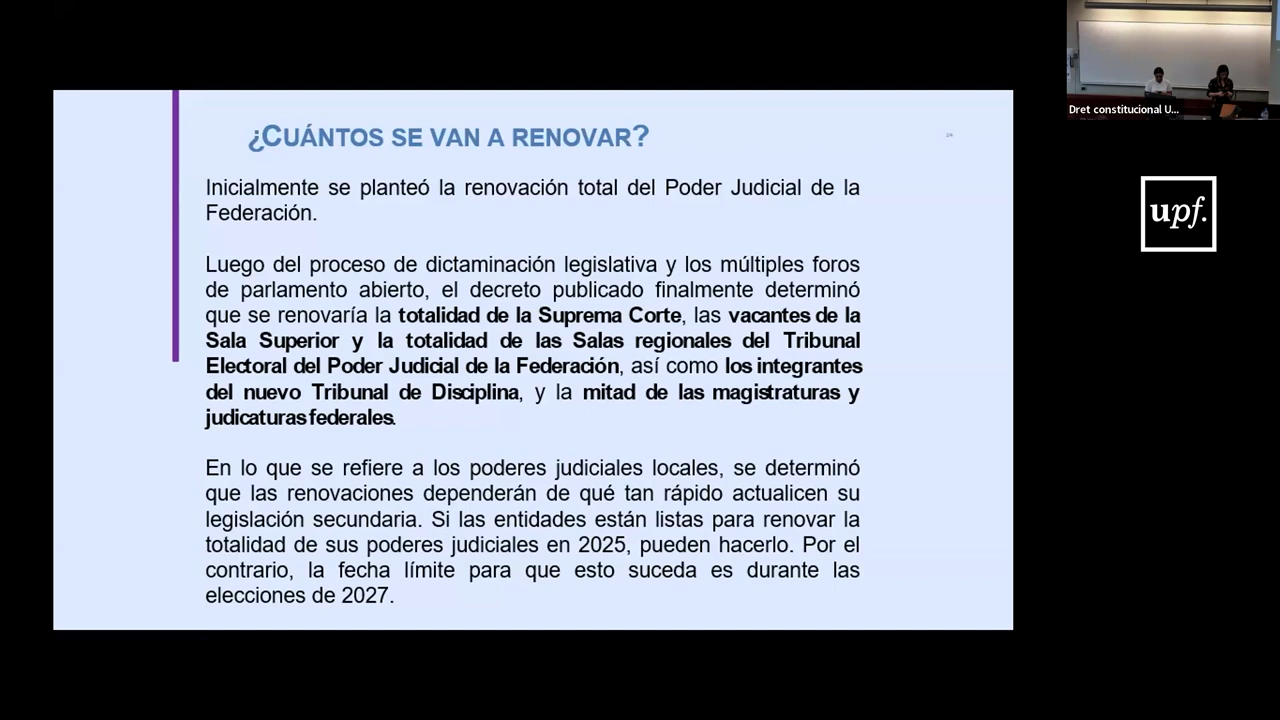 ¿CUÁNTOS SE VAN A RENOVAR?
24
Inicialmente se planteó la renovación total del Poder Judicial de la
Federación.
Luego del proceso de dictaminación legislativa y los múltiples foros
de parlamento abierto, el decreto publicado finalmente determinó
que se renovaría la totalidad de la Suprema Corte, las vacantes de la
Sala Superior y la totalidad de las Salas regionales del Tribunal
Electoral del Poder Judicial de la Federación, así como los integrantes
del nuevo Tribunal de Disciplina, y la mitad de las magistraturas y
judicaturas federales.
En lo que se refiere a los poderes judiciales locales, se determinó
que las renovaciones dependerán de qué tan rápido actualicen su
legislación secundaria. Si las entidades están listas para renovar la
totalidad de sus poderes judiciales en 2025, pueden hacerlo. Por el
contrario, la fecha límite para que esto suceda es durante las
elecciones de 2027.
Dret constitucional U...
upf.